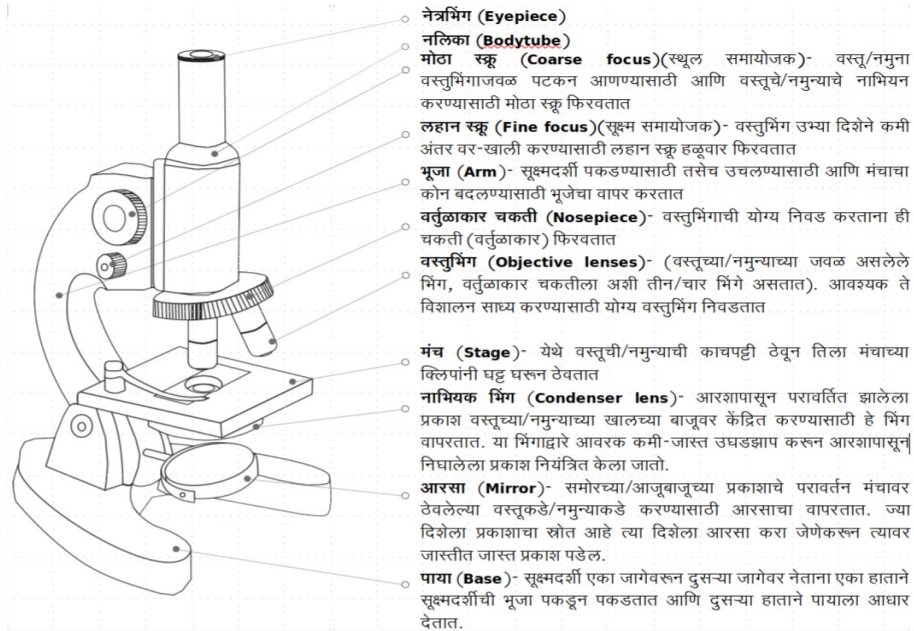 नेत्रभिंग (Eyepiece)
नलिका (Bodytube)
मोठा स्क्रू (Coarse focus)(स्थूल समायोजक)- वस्तू/नमुना
वस्तुभिंगाजवळ पटकन आणण्यासाठी आणि वस्तूचे/नमुन्याचे नाभियन
करण्यासाठी मोठा स्क्रू फिरवतात
लहान स्क्रू (Fine focus)(सूक्ष्म समायोजक)- वस्तुभिंग उभ्या दिशेने कमी
अंतर वर-खाली करण्यासाठी लहान स्क्रू हळूवार फिरवतात
भूजा (Arm)- सूक्ष्मदर्शी पकडण्यासाठी तसेच उचलण्यासाठी आणि मंचाचा
कोन बदलण्यासाठी भूजेचा वापर करतात
वर्तुळाकार चकती (Nosepiece)- वस्तुभिंगाची योग्य निवड करताना ही
चकती (वर्तुळाकार) फिरवतात
वस्तुभिंग (Objective lenses)- (वस्तूच्या/नमुन्याच्या जवळ असलेले
भिंग, वर्तुळाकार चकतीला अशी तीन/चार भिंगे असतात). आवश्यक ते
विशालन साध्य करण्यासाठी योग्य वस्तुभिंग निवडतात
मंच (Stage)- येथे वस्तूची/नमुन्याची काचपट्टी ठेवून तिला मंचाच्या
क्लिपांनी घट्ट घरून ठेवतात
नाभियक भिंग (Condenser lens)- आरशापासून परावर्तित झालेला
प्रकाश वस्तूच्या/नमुन्याच्या खालच्या बाजूवर केंद्रित करण्यासाठी हे भिंग
वापरतात. या भिंगाद्वारे आवरक कमी-जास्त उघडझाप करून आरशापासून
निघालेला प्रकाश नियंत्रित केला जातो.
आरसा (Mirror)- समोरच्या/आजूबाजूच्या प्रकाशाचे परावर्तन मंचावर
ठेवलेल्या वस्तूकडे/नमुन्याकडे करण्यासाठी आरसाचा वापरतात. ज्या
दिशेला प्रकाशाचा स्रोत आहे त्या दिशेला आरसा करा जेणेकरून त्यावर
जास्तीत जास्त प्रकाश पडेल.
पाया (Base)- सूक्ष्मदर्शी एका जागेवरून दुसऱ्या जागेवर नेताना एका हाताने
सूक्ष्मदर्शीची भूजा पकडून पकडतात आणि दुसऱ्या हाताने पायाला आधार
देतात.